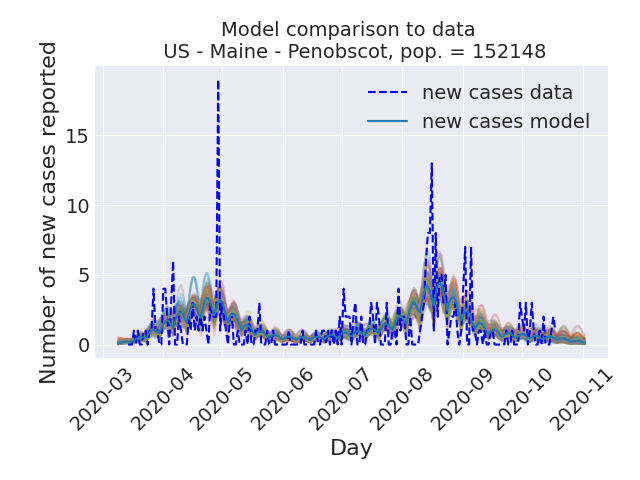 Model comparison to data
US - Maine - Penobscot, pop. = 152148
new cases data
new cases model
Number of new cases reported
15
10
5
0
2020-03
2020-04
2020-05
2020-06
2020-07
2020-08
2020-09
2020-10
2020-11
Day